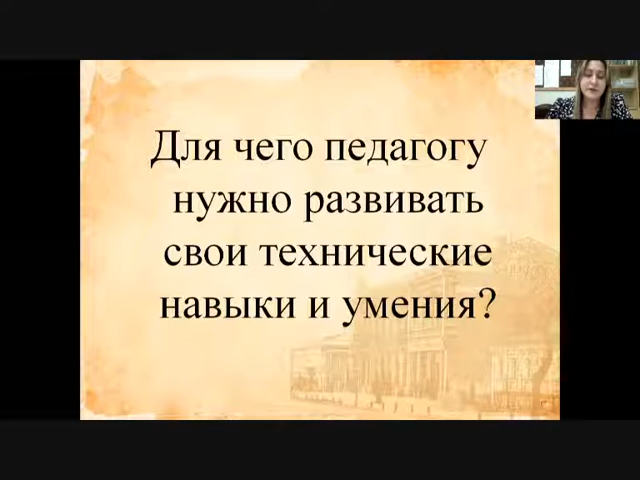 Для чего педагогу
нужно развивать
свои технические
навыки и умения?